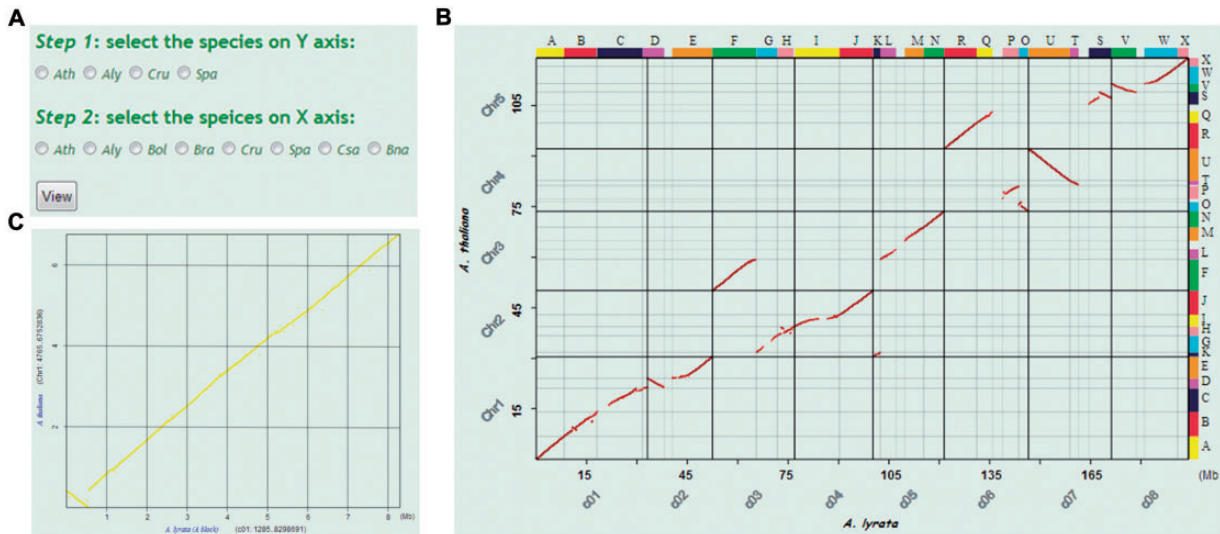 A
Step 1: select the species on Y axis:
Ath Aly Cru Spa
Step 2: select the speices on X axis:
Ath Aly Bol Bra Cru Spa Csa Bna
View
C
6
4
2
A. thaliana (Chr1: 4765..6752836)
1 2 3 4 5 6 7 8 (Mb)
A. lyrata (A block) (c01: 1285..8298691)
B
A B C D E F G H I J K L M N R Q P O U T S V W X
X
W
V
S
Q
R
U
T
P
O
N
M
L
F
J
I
H
G
K
E
D
C
B
A
Chr5
Chr4
Chr3
Chr2
Chr1
105
75
45
15
A. thaliana
15 45 75 105 135 165 (Mb
c01 c02 c03 c04 c05 c06 c07 c08
A. lyrata